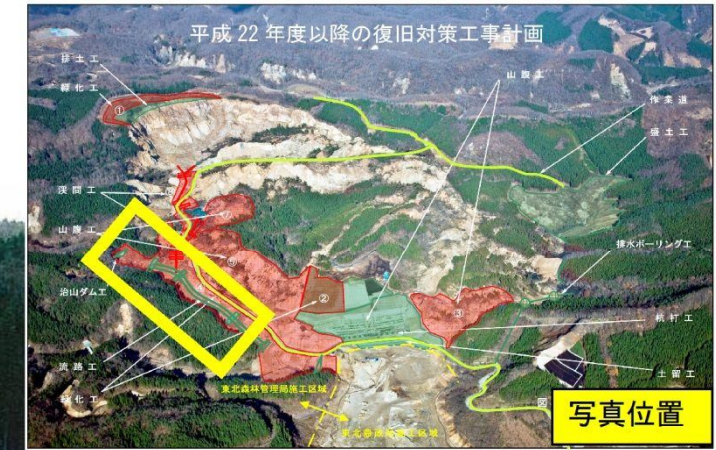 平成 22 年度以降の復旧対策工事計画
排土工
緑化工
山腹工
作業道
盛土工
渓間工
山腹工
排水ボーリング工
治山ダム工
杭打工
流路工
土留工
緑化工
①
②
③
東北森林管理局施工区域
図
写真位置